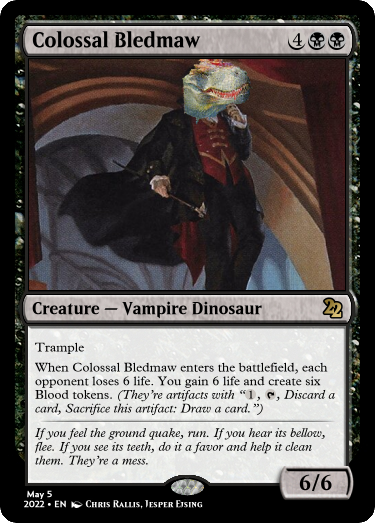 Colossal Bledmaw 4
Creature — Vampire Dinosaur 22
Trample
When Colossal Bledmaw enters the battlefield, each
opponent loses 6 life. You gain 6 life and create six
Blood tokens. (They're artifacts with “1, , Discard a
card, Sacrifice this artifact: Draw a card.”)
If you feel the ground quake, run. If you hear its bellow,
flee. If you see its teeth, do it a favor and help it
clean
them. They're a mess.
6/6
May 5
2022 • EN Chris Rallis, Jesper Eising